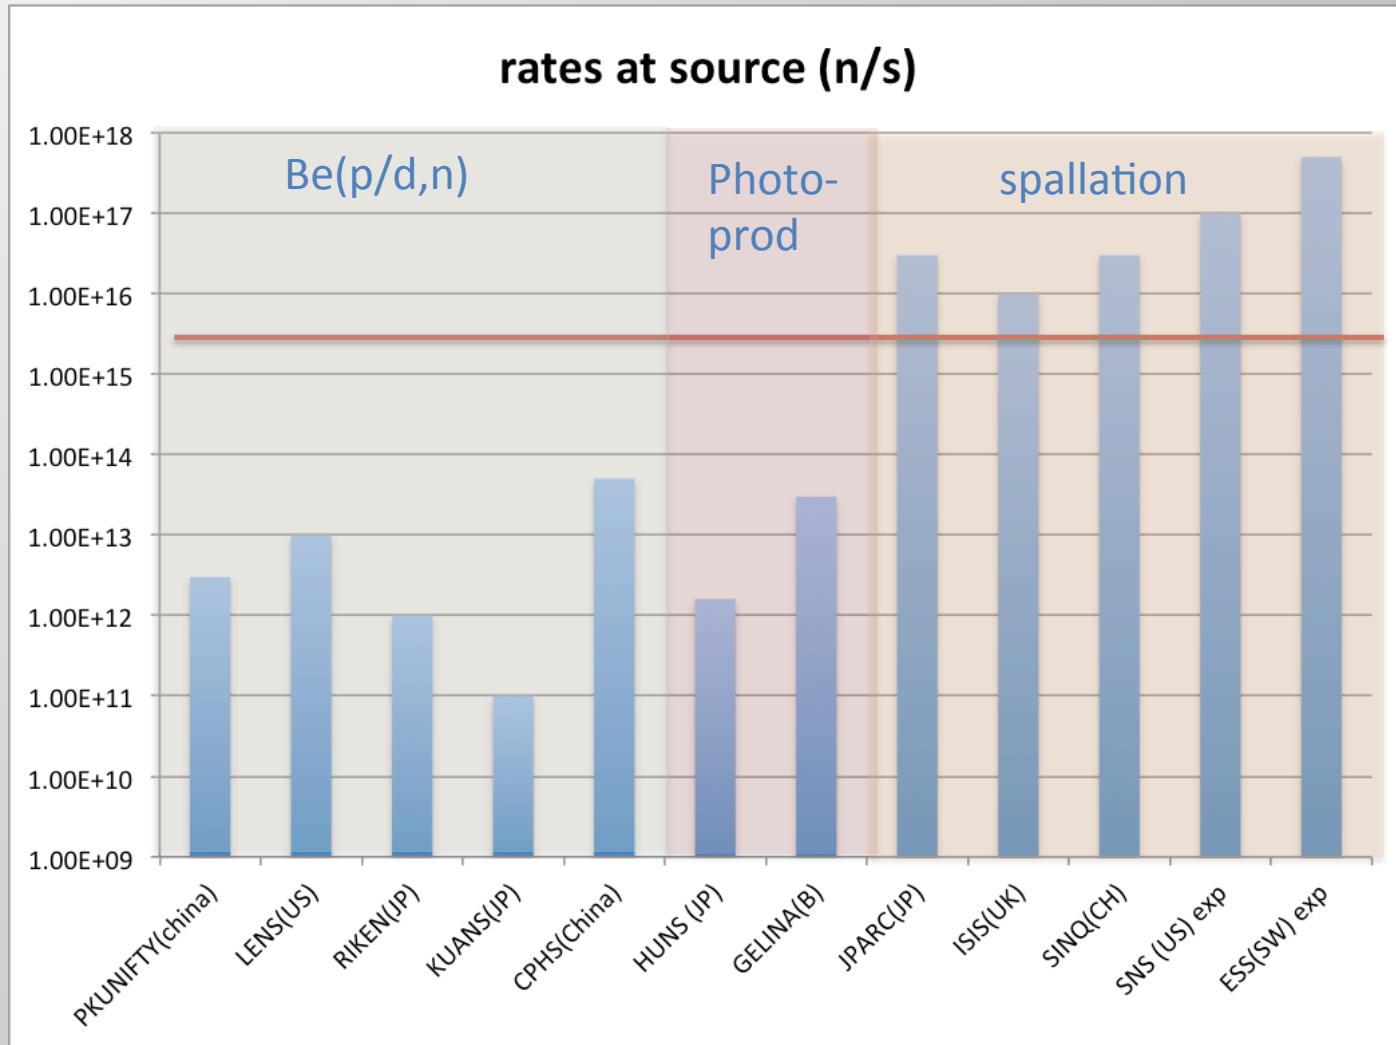 rates at source (n/s)
1.00E+18
1.00E+17
1.00E+16
1.00E+15
1.00E+14
1.00E+13
1.00E+12
1.00E+11
1.00E+10
1.00E+09
Be(p/d,n)
Photo-
prod
spallation
PKUNIFTY(china)
LENS(US)
RIKEN(JP)
KUANS(JP)
CPHS(China)
HUNS (JP)
GELINA(B)
JPARC(JP)
ISIS(UK)
SINQ(CH)
SNS (US) exp
ESS(SW) exp